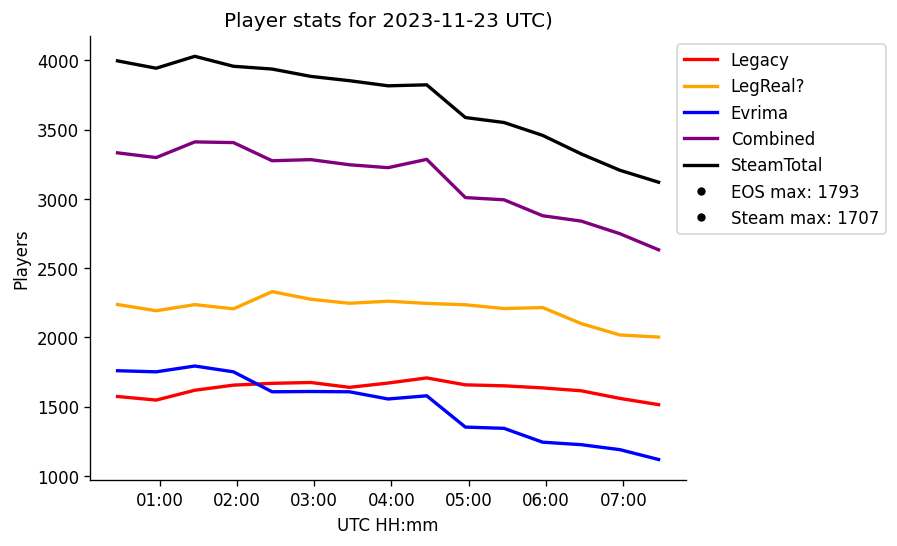 Player stats for 2023-11-23 UTC)
Legacy
LegReal?
Evrima
Combined
SteamTotal
EOS max: 1793
Steam max: 1707
Players
4000
3500
3000
2500
2000
1500
1000
01:00 02:00 03:00 04:00 05:00 06:00 07:00
UTC HH:mm